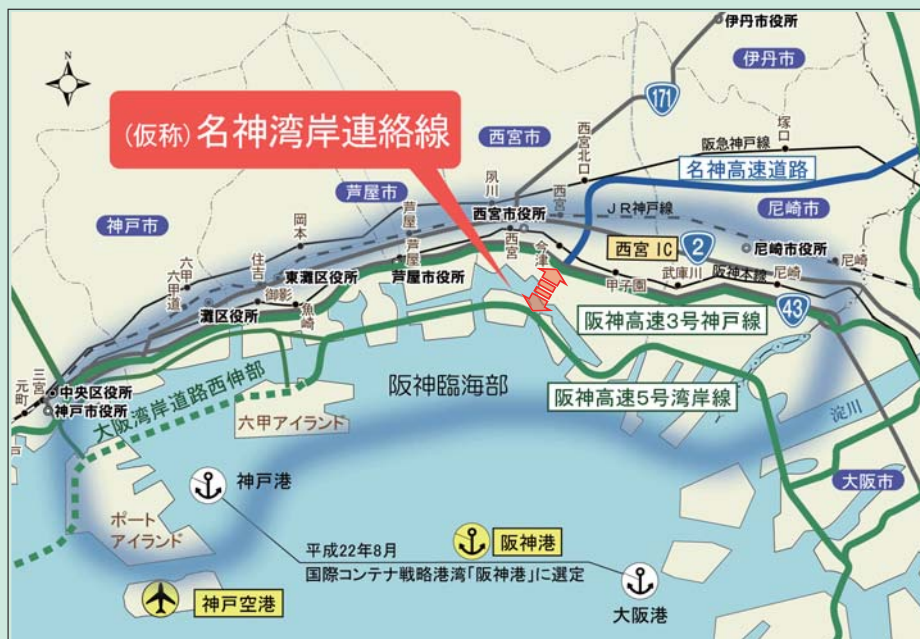 N
伊丹市役所
伊丹市
171
(仮称)名神湾岸連絡線
西宮市
西宮北口
塚口
阪急神戸線
名神高速道路
夙川
西宮
JR神戸線
尼崎市
芦屋市
神戸市
岡本
芦屋
西宮市役所
西宮
今津
西宮IC
2
尼崎市役所
尼崎
六甲
六甲道
住吉
東灘区役所
芦屋
芦屋市役所
甲子園
武庫川
阪神本線
尼崎
灘区役所
御影
魚崎
阪神高速3号神戸線
43
三宮
元町
中央区役所
神戸市役所
大阪湾岸道路西伸部
六甲アイランド
阪神臨海部
阪神高速5号湾岸線
淀川
大阪市
戸
神戸港
ポート
アイランド
平成22年8月
国際コンテナ戦略港湾「阪神港」に選定
阪神港
大阪港
神戸空港